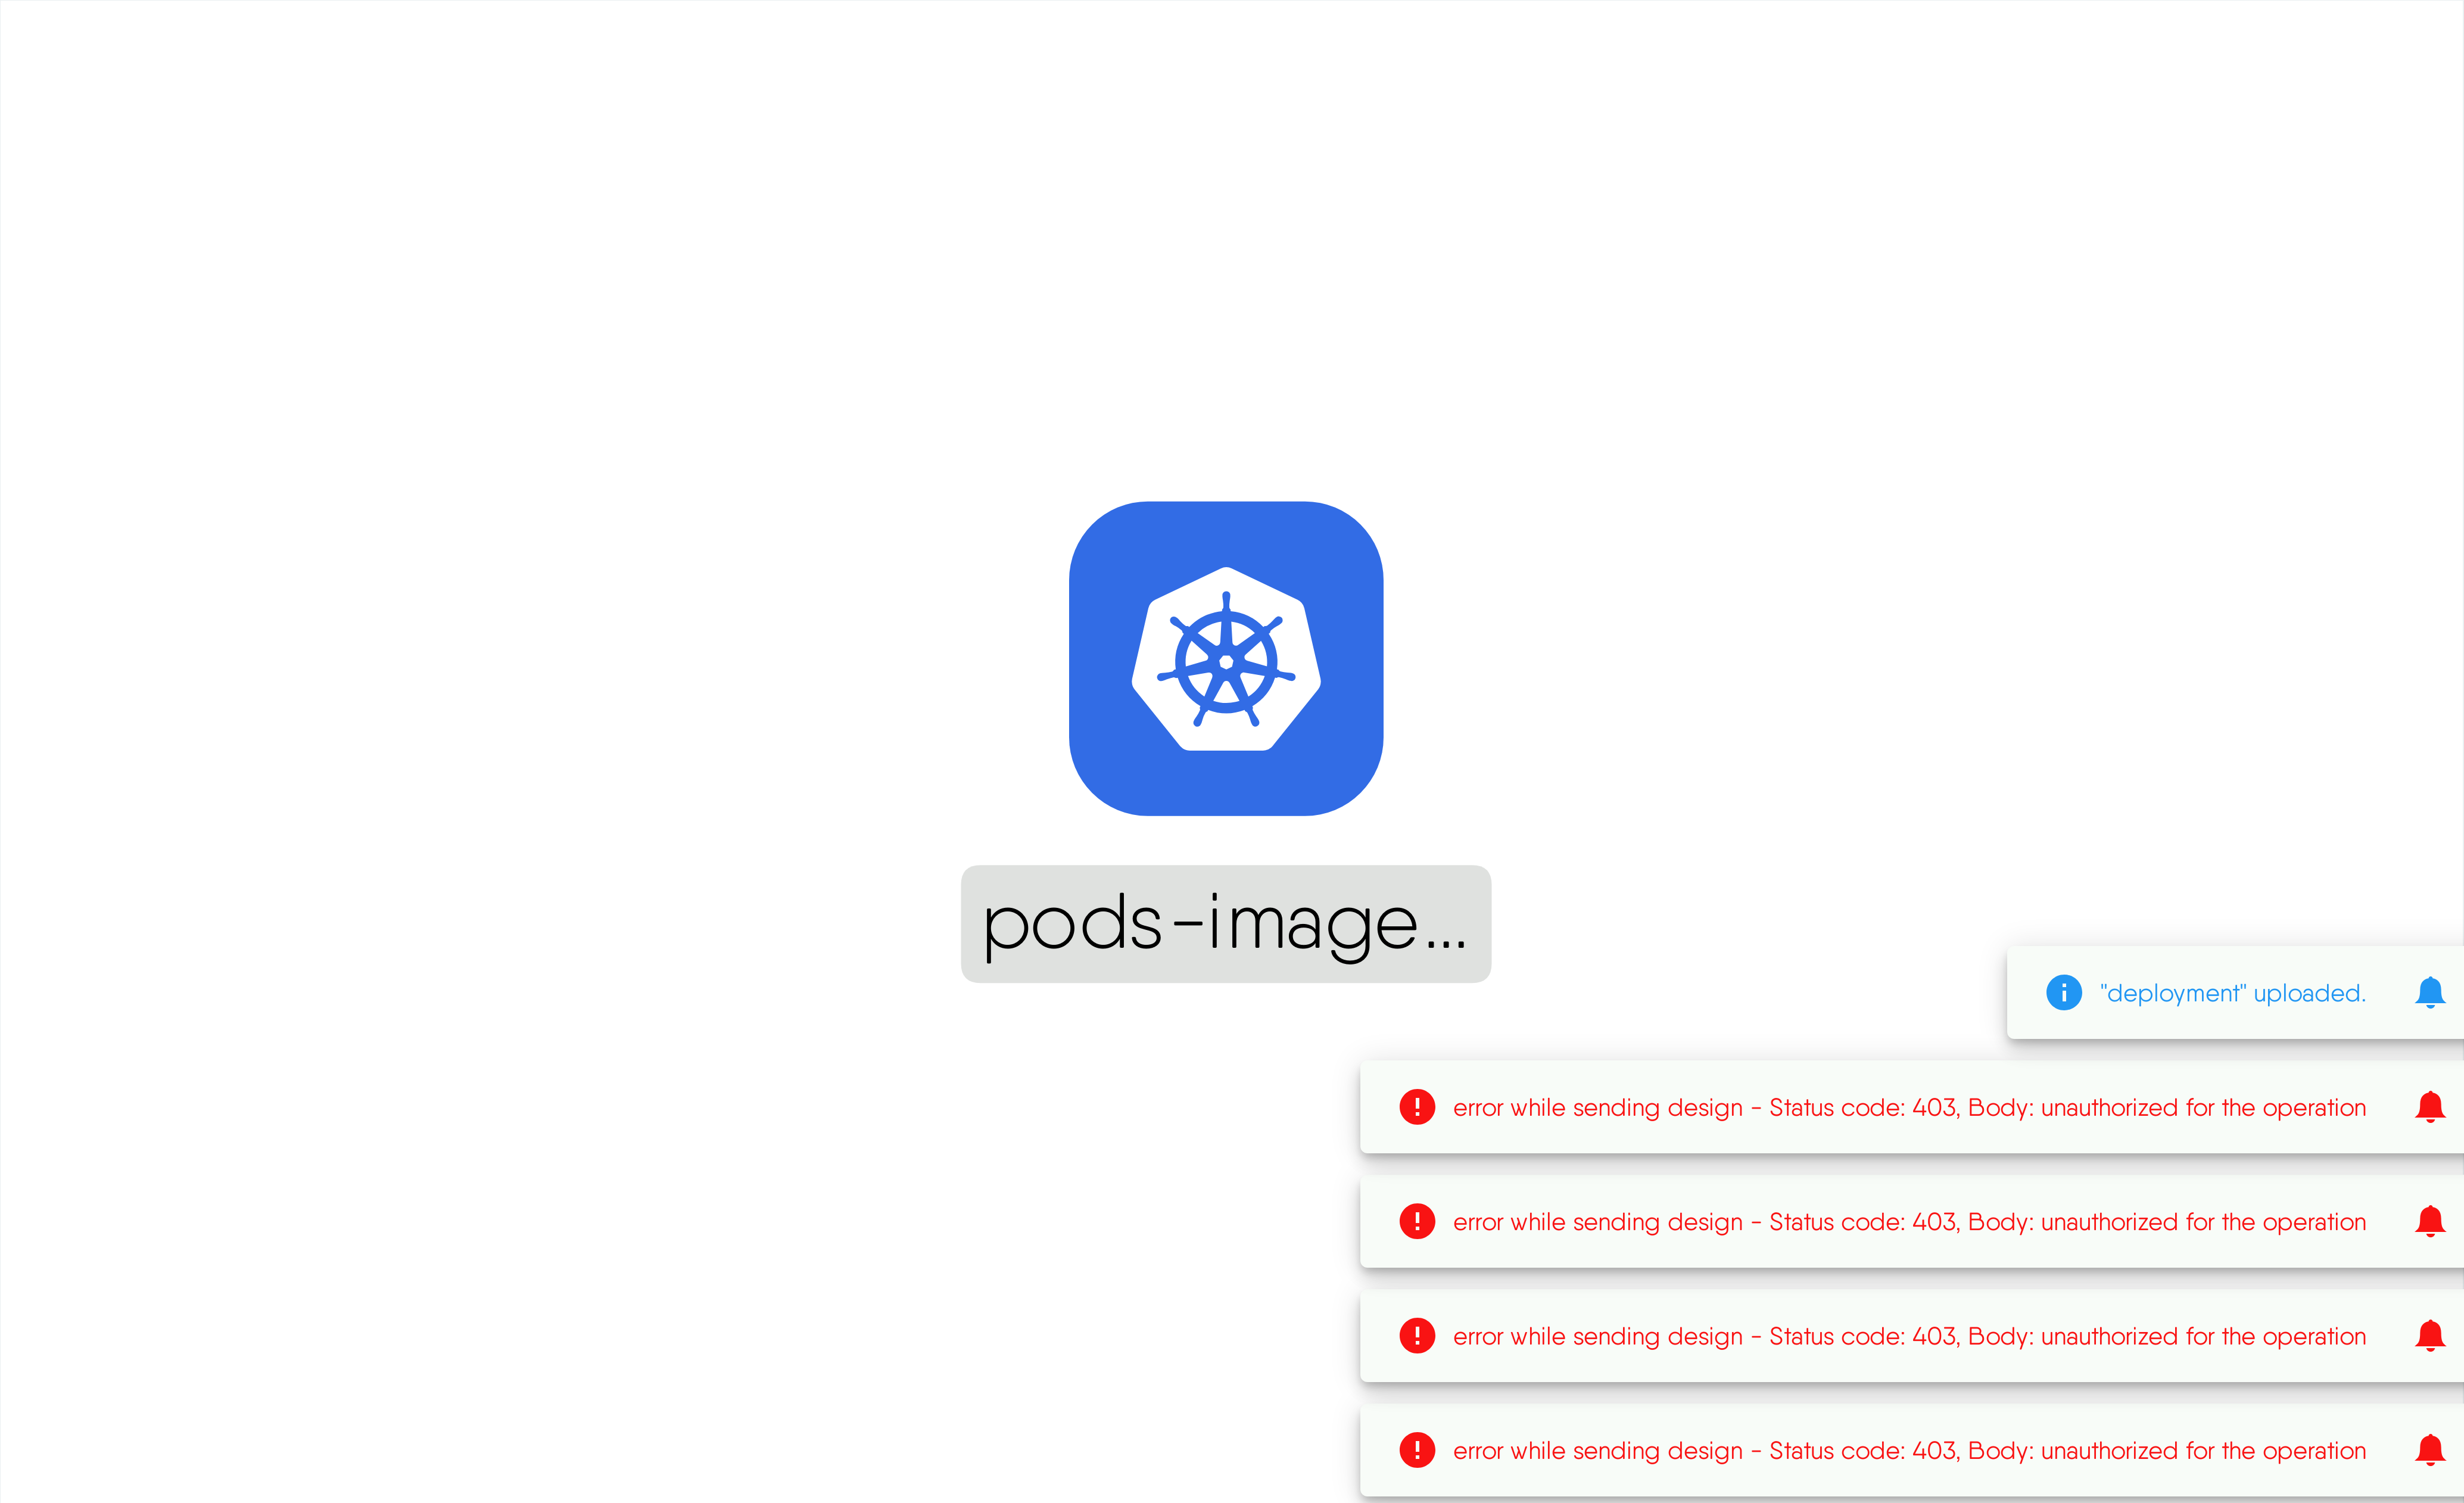 pods-image...
"deployment" uploaded.
error while sending design - Status code: 403, Body: unauthorized for the operation
error while sending design - Status code: 403, Body: unauthorized for the operation
error while sending design - Status code: 403, Body: unauthorized for the operation
error while sending design - Status code: 403, Body: unauthorized for the operation